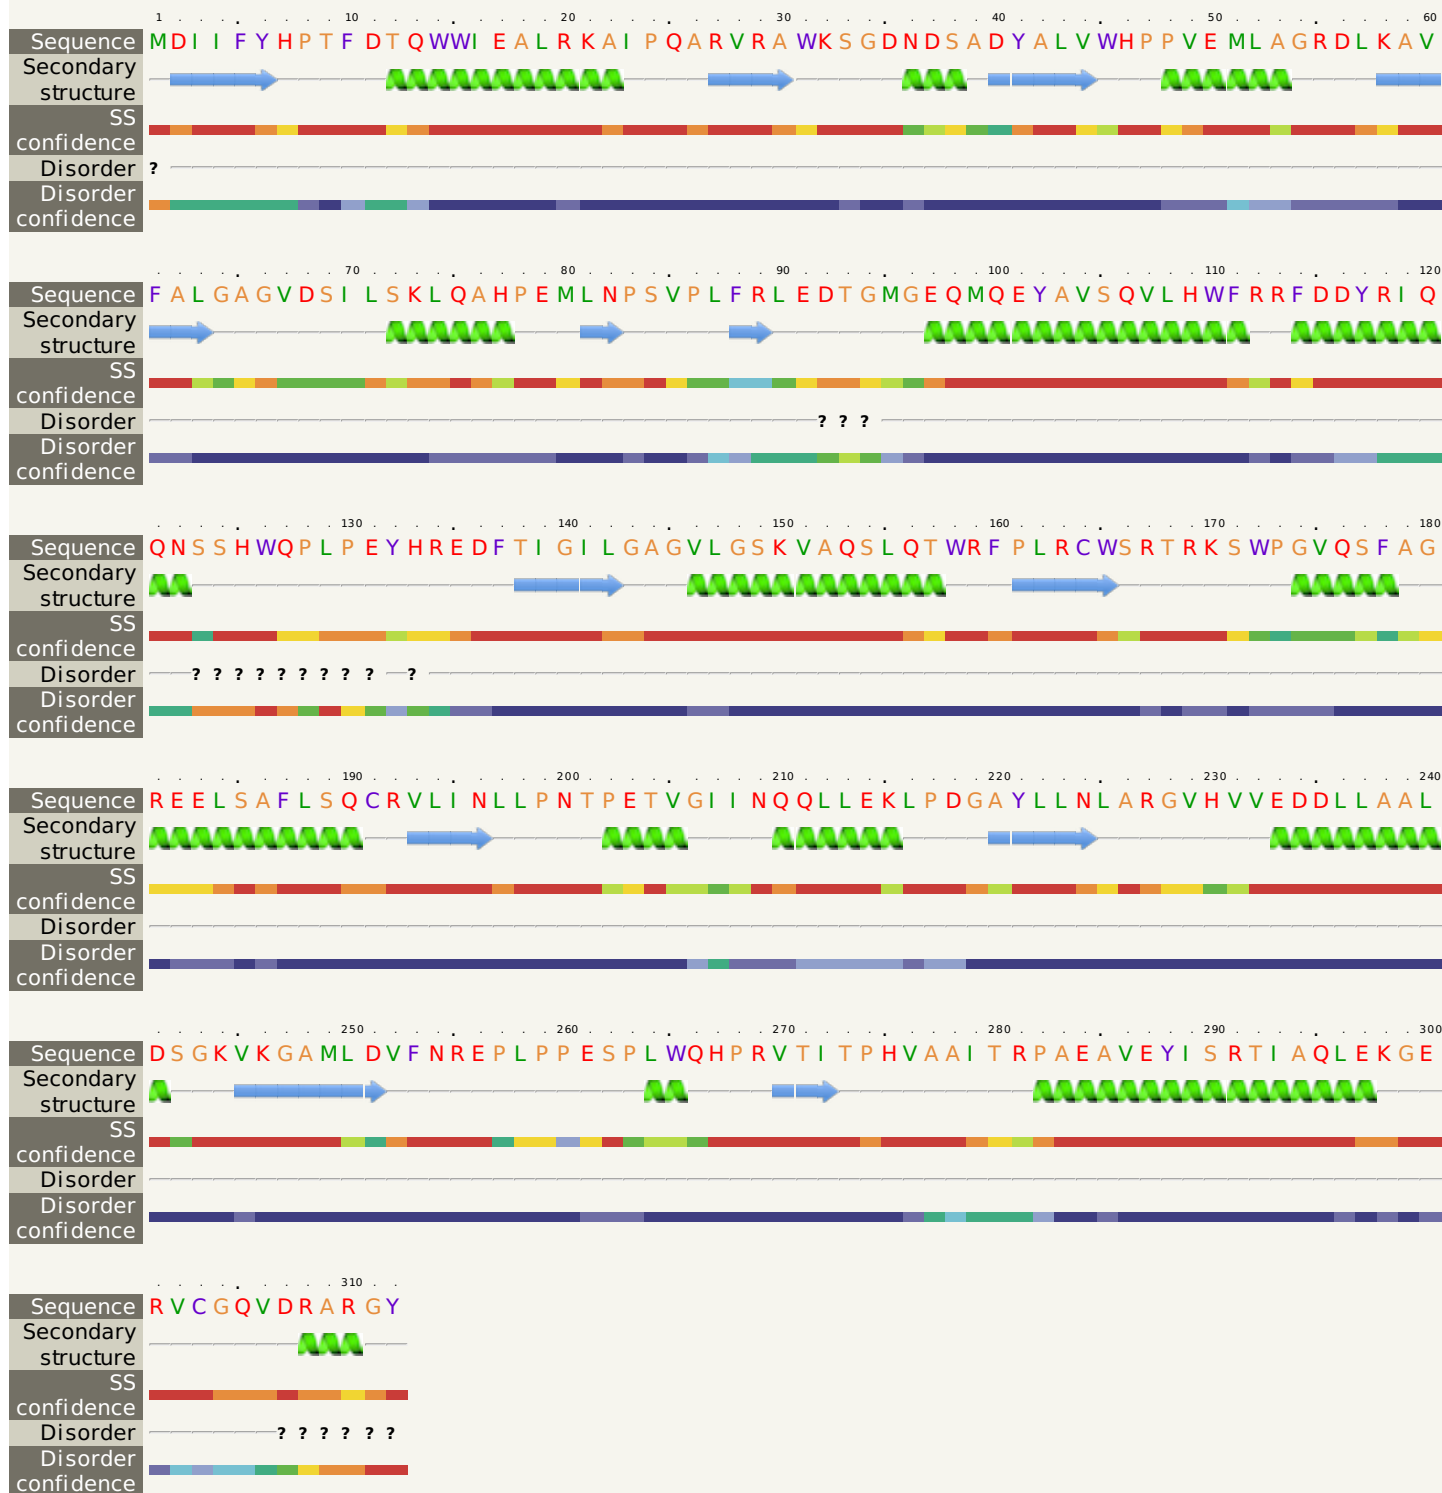 1 10 20 30 40 50 60
Sequence MDIIFYHPTFDTQWWIEALRKAIPQARVRAWKSGDNDSADYALVWHPPVEMLAGRDLKAV
Secondary
structure
SS
confidence
Disorder ?
Disorder
confidence
70 80 90 100 110 120
Sequence FALGAGVDSILSKLQAHPEMLNPSVPLFRLEDTGMGEQMQEYAVSQVLHWFRRFDDYRIQ
Secondary
structure
SS
confidence
Disorder ? ? ?
Disorder
confidence
130 140 150 160 170 180
Sequence QNSSHWQPLPEYHREDFTIGILGAGVLGSKVAQSLQTWRFPLRCWSRTRKSWPGVQSFAG
Secondary
structure
SS
confidence
Disorder ? ? ? ? ? ? ? ? ? ?
Disorder
confidence
190 200 210 220 230 240
Sequence REELSAFLSQCRVLINLLPNTPETVGIINQQLLEKLPDGAYLLNLARGVHVVEDDLLAAL
Secondary
structure
SS
confidence
Disorder
Disorder
confidence
250 260 270 280 290 300
Sequence DSGKVKGAMLDVFNREPLPPESPLWQHPRVTITPHVAAITRPAEAVEYISRTIAQLEKGE
Secondary
structure
SS
confidence
Disorder
Disorder
confidence
310
Sequence RVCGQVDRARGY
Secondary
structure
SS
confidence
Disorder ? ? ? ? ? ?
Disorder
confidence